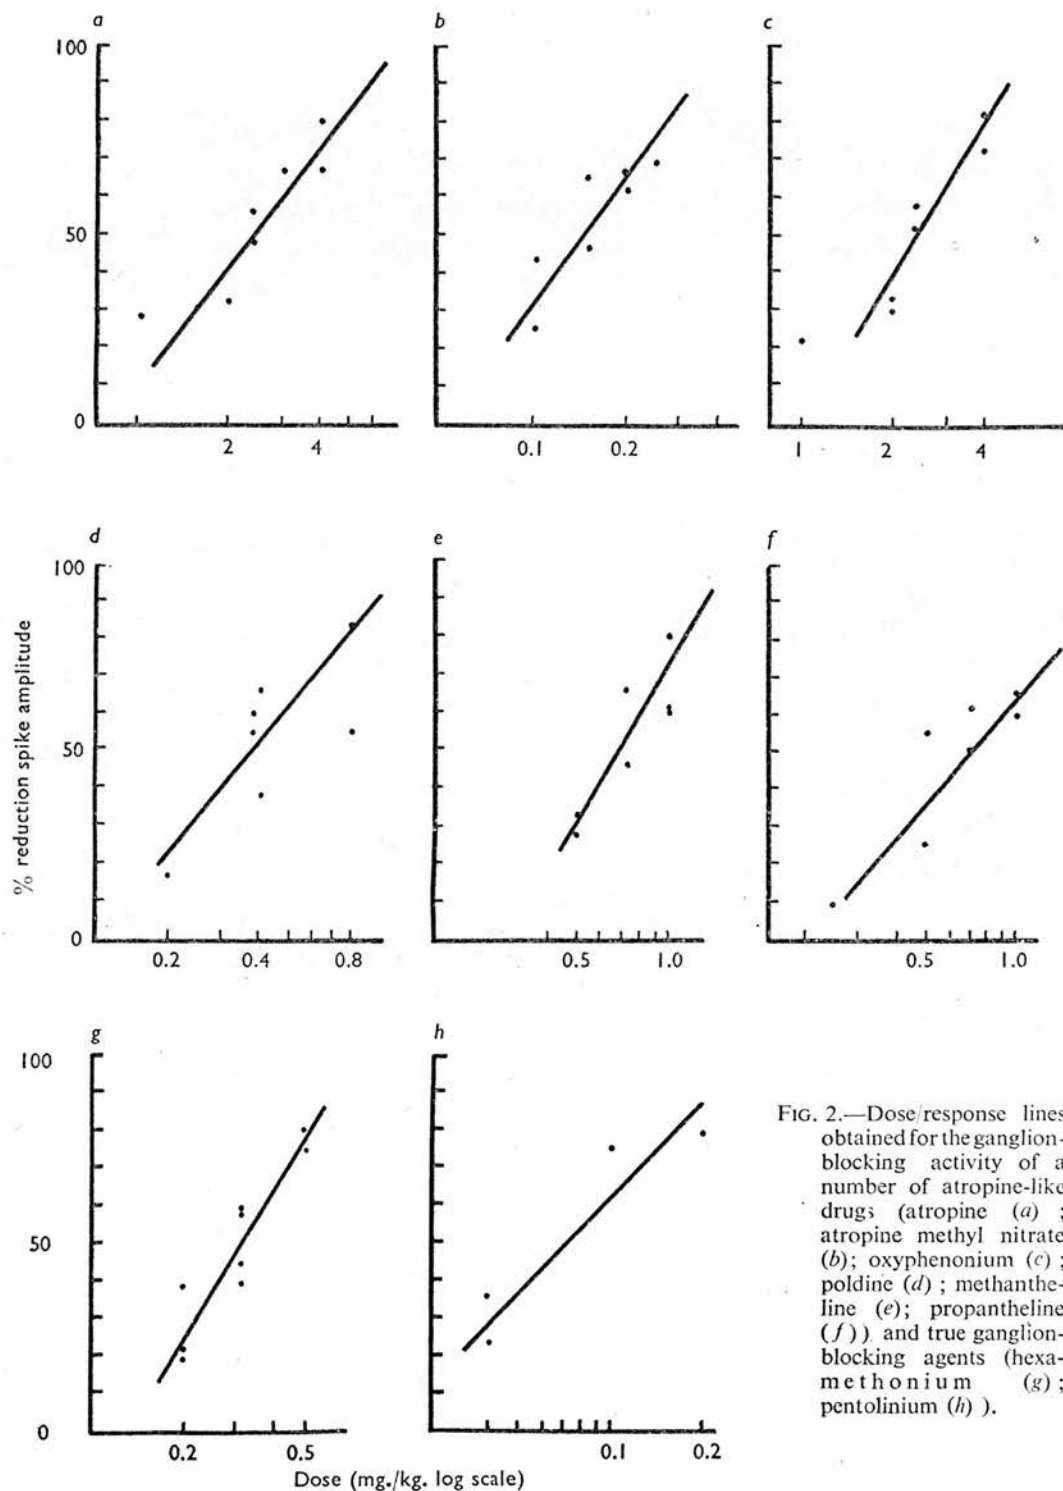 a b c
100
50
0
2 4
0.1 0.2
1 2 4
d e f
100
50
0
0.2 0.4 0.8
0.5 1.0
0.5 1.0
% reduction spike amplitude
g h
100
50
0
0.2 0.5
0.1 0.2
Dose (mg./kg. log scale)
FIG. 2.—Dose/response lines
obtained for the ganglion-
blocking activity of a
number of atropine-like
drugs (atropine (a) ;
atropine methyl nitrate
(b); oxyphenonium (c) ;
poldine (d) ; methanthe-
line (e); propantheline
(f)) and true ganglion-
blocking agents (hexa-
methonium (g) ;
pentolinium (h) ).